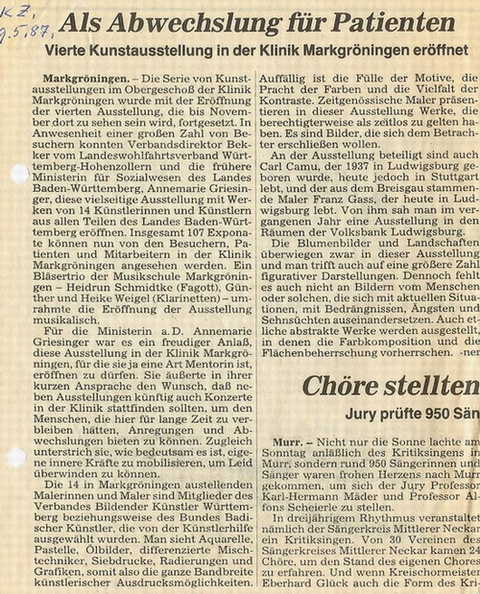 KZ,
9.5.87,
Als Abwechslung für Patienten
Vierte Kunstausstellung in der Klinik Markgröningen eröffnet
Markgröningen. – Die Serie von Kunst-
ausstellungen im Obergeschoß der Klinik
Markgröningen wurde mit der Eröffnung
der vierten Ausstellung, die bis Novem-
ber dort zu sehen sein wird, fortgesetzt. In
Anwesenheit einer großen Zahl von Be-
suchern konnten Verbandsdirektor Bek-
ker vom Landeswohlfahrtsverband Würt-
temberg-Hohenzollern und die frühere
Ministerin für Sozialwesen des Landes
Baden-Württemberg, Annemarie Griesin-
ger, diese vielseitige Ausstellung mit Wer-
ken von 14 Künstlerinnen und Künstlern
aus allen Teilen des Landes Baden-Würt-
temberg eröffnen. Insgesamt 107 Expona-
te können nun von den Besuchern, Pa-
tienten und Mitarbeitern in der Klinik
Markgröningen angesehen werden. Ein
Bläsertrio der Musikschule Markgrönin-
gen – Heidrun Schmidtke (Fagott), Gün-
ther und Heike Weigel (Klarinetten) – um-
rahmte die Eröffnung der Ausstellung
musikalisch.
Für die Ministerin a.D. Annemarie
Griesinger war es ein freudiger Anlaß,
diese Ausstellung in der Klinik Markgrö-
ningen, für die sie ja eine Art Mentorin ist,
eröffnen zu dürfen. Sie äußerte in ihrer
kurzen Ansprache den Wunsch, daß ne-
ben Ausstellungen künftig auch Konzerte
in der Klinik stattfinden sollten, um den
Menschen, die hier für lange Zeit zu ver-
bleiben hätten, Anregungen und Ab-
wechslungen bieten zu können. Zugleich
unterstrich sie, wie bedeutsam es ist, eige-
ne innere Kräfte zu mobilisieren, um Leid
überwinden zu können.
Die 14 in Markgröningen austellenden
Malerinnen und Maler sind Mitglieder des
Verbandes Bildender Künstler Württem-
berg beziehungsweise des Bundes Badi-
scher Künstler, die von der Künstlerhilfe
ausgewählt wurden. Man sieht Aquarelle,
Pastelle, Ölbilder, differenzierte Misch-
techniker, Siebdrucke, Radierungen und
Grafiken, somit also die ganze Bandbreite
künstlerischer Ausdrucksmöglichkeiten.
Auffällig ist die Fülle der Motive, die
Pracht der Farben und die Vielfalt der
Kontraste. Zeitgenössische Maler präsen-
tieren in dieser Ausstellung Werke, die
berechtigterweise als zeitlos zu gelten ha-
ben. Es sind Bilder, die sich dem Betrach-
ter erschließen wollen.
An der Ausstellung beteiligt sind auch
Carl Camu, der 1937 in Ludwigsburg ge-
boren wurde, heute jedoch in Stuttgart
lebt, und der aus dem Breisgau stammen-
de Maler Franz Gass, der heute in Lud-
wigsburg lebt. Von ihm sah man im ver-
gangenen Jahr eine Ausstellung in den
Räumen der Volksbank Ludwigsburg.
Die Blumenbilder und Landschaften
überwiegen zwar in dieser Ausstellung
und man trifft auch auf eine größere Zahl
figurativer Darstellungen. Dennoch fehlt
es auch nicht an Bildern vom Menschen
oder solchen, die sich mit aktuellen Situa-
tionen, mit Bedrängnissen, Ängsten und
Sehnsüchten auseinandersetzen. Auch et-
liche abstrakte Werke werden ausgestellt,
in denen die Farbkomposition und die
Flächenbeherrschung vorherrschen. -ner
Chöre stellten
Jury prüfte 950 Sän
Murr. – Nicht nur die Sonne lachte am
Sonntag anläßlich des Kritiksingens in
Murr, sondern rund 950 Sängerinnen und
Sänger waren frohen Herzens nach Murr
gekommen, um sich der Jury Professor
Karl-Hermann Mäder und Professor Al-
fons Scheierle zu stellen.
In dreijährigem Rhythmus veranstaltet
nämlich der Sängerkreis Mittlerer Neckar
ein Kritiksingen. Von 30 Vereinen des
Sängerkreises Mittlerer Neckar kamen 24
Chöre, um den Stand des eigenen Chores
zu erfahren. Und wenn Kreischormeister
Eberhard Glück auch die Form des Kri-